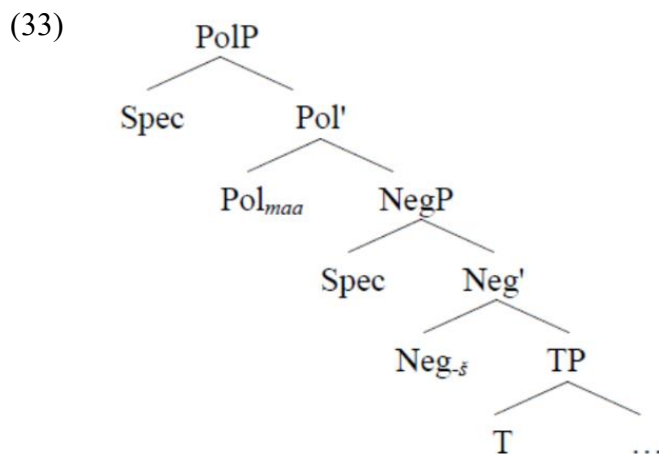 (33)
PolP
Spec Pol'
Polmaa NegP
Spec Neg'
Neg-š TP
T ...